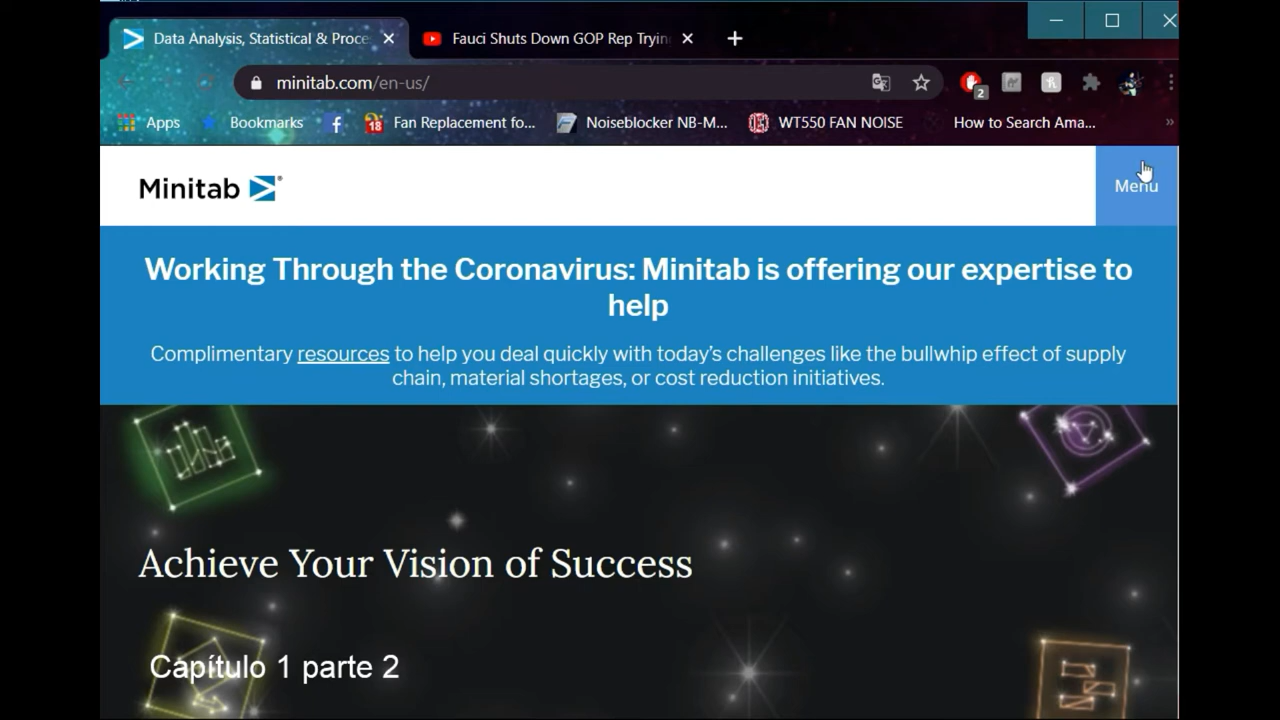 Data Analysis, Statistical & Proce
Fauci Shuts Down GOP Rep Tryin
minitab.com/en-us/
2
Apps
Bookmarks
18
Fan Replacement fo...
Noiseblocker NB-M...
WT550 FAN NOISE
How to Search Ama...
»
Minitab
Menu
Working Through the Coronavirus: Minitab is offering our expertise to
help
Complimentary resources to help you deal quickly with today's challenges like the bullwhip effect of supply
chain, material shortages, or cost reduction initiatives.
Achieve Your Vision of Success
Capítulo 1 parte 2